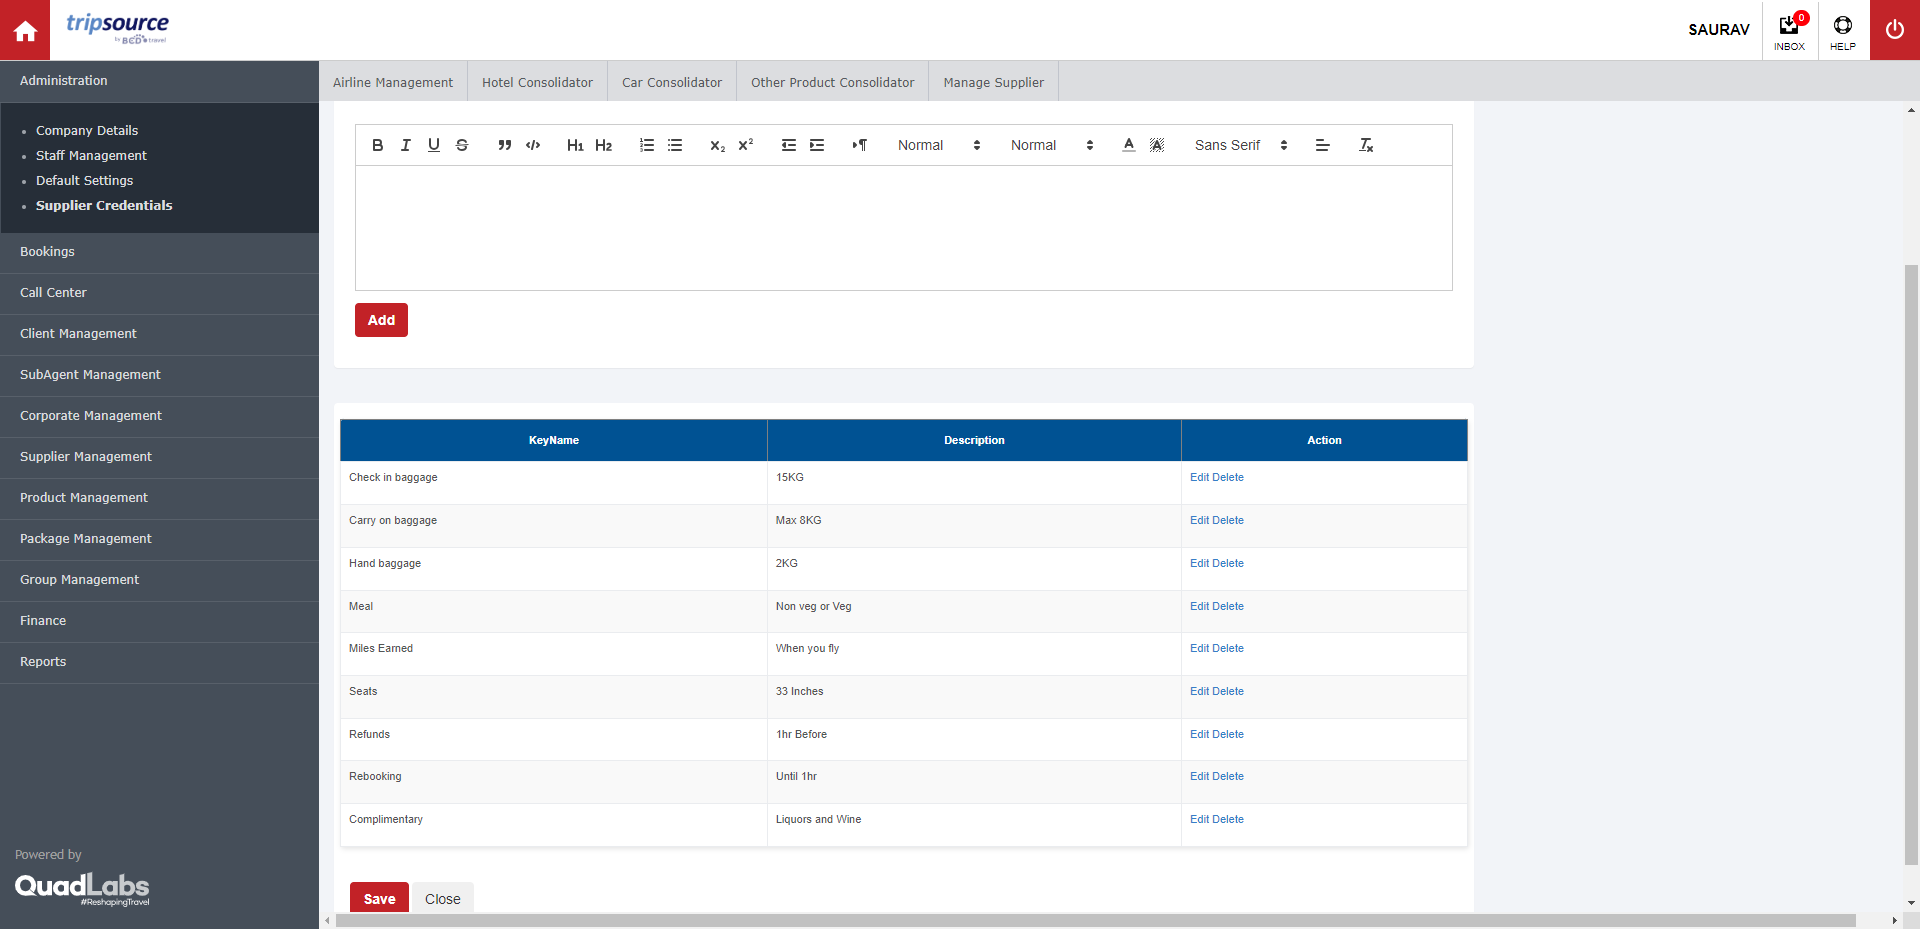 tripsource
by BCD travel
SAURAV
0
INBOX
HELP
Administration
Company Details
Staff Management
Default Settings
Supplier Credentials
Bookings
Call Center
Client Management
SubAgent Management
Corporate Management
Supplier Management
Product Management
Package Management
Group Management
Finance
Reports
Powered by
QuadLabs
#ReshapingTravel
Airline Management Hotel Consolidator Car Consolidator Other Product Consolidator Manage Supplier
B I U S H1 H2 X2 X2 Normal Normal A A Sans Serif Tx
Add
KeyName Description Action
Check in baggage 15KG Edit Delete
Carry on baggage Max 8KG Edit Delete
Hand baggage 2KG Edit Delete
Meal Non veg or Veg Edit Delete
Miles Earned When you fly Edit Delete
Seats 33 Inches Edit Delete
Refunds 1hr Before Edit Delete
Rebooking Until 1hr Edit Delete
Complimentary Liquors and Wine Edit Delete
Save Close